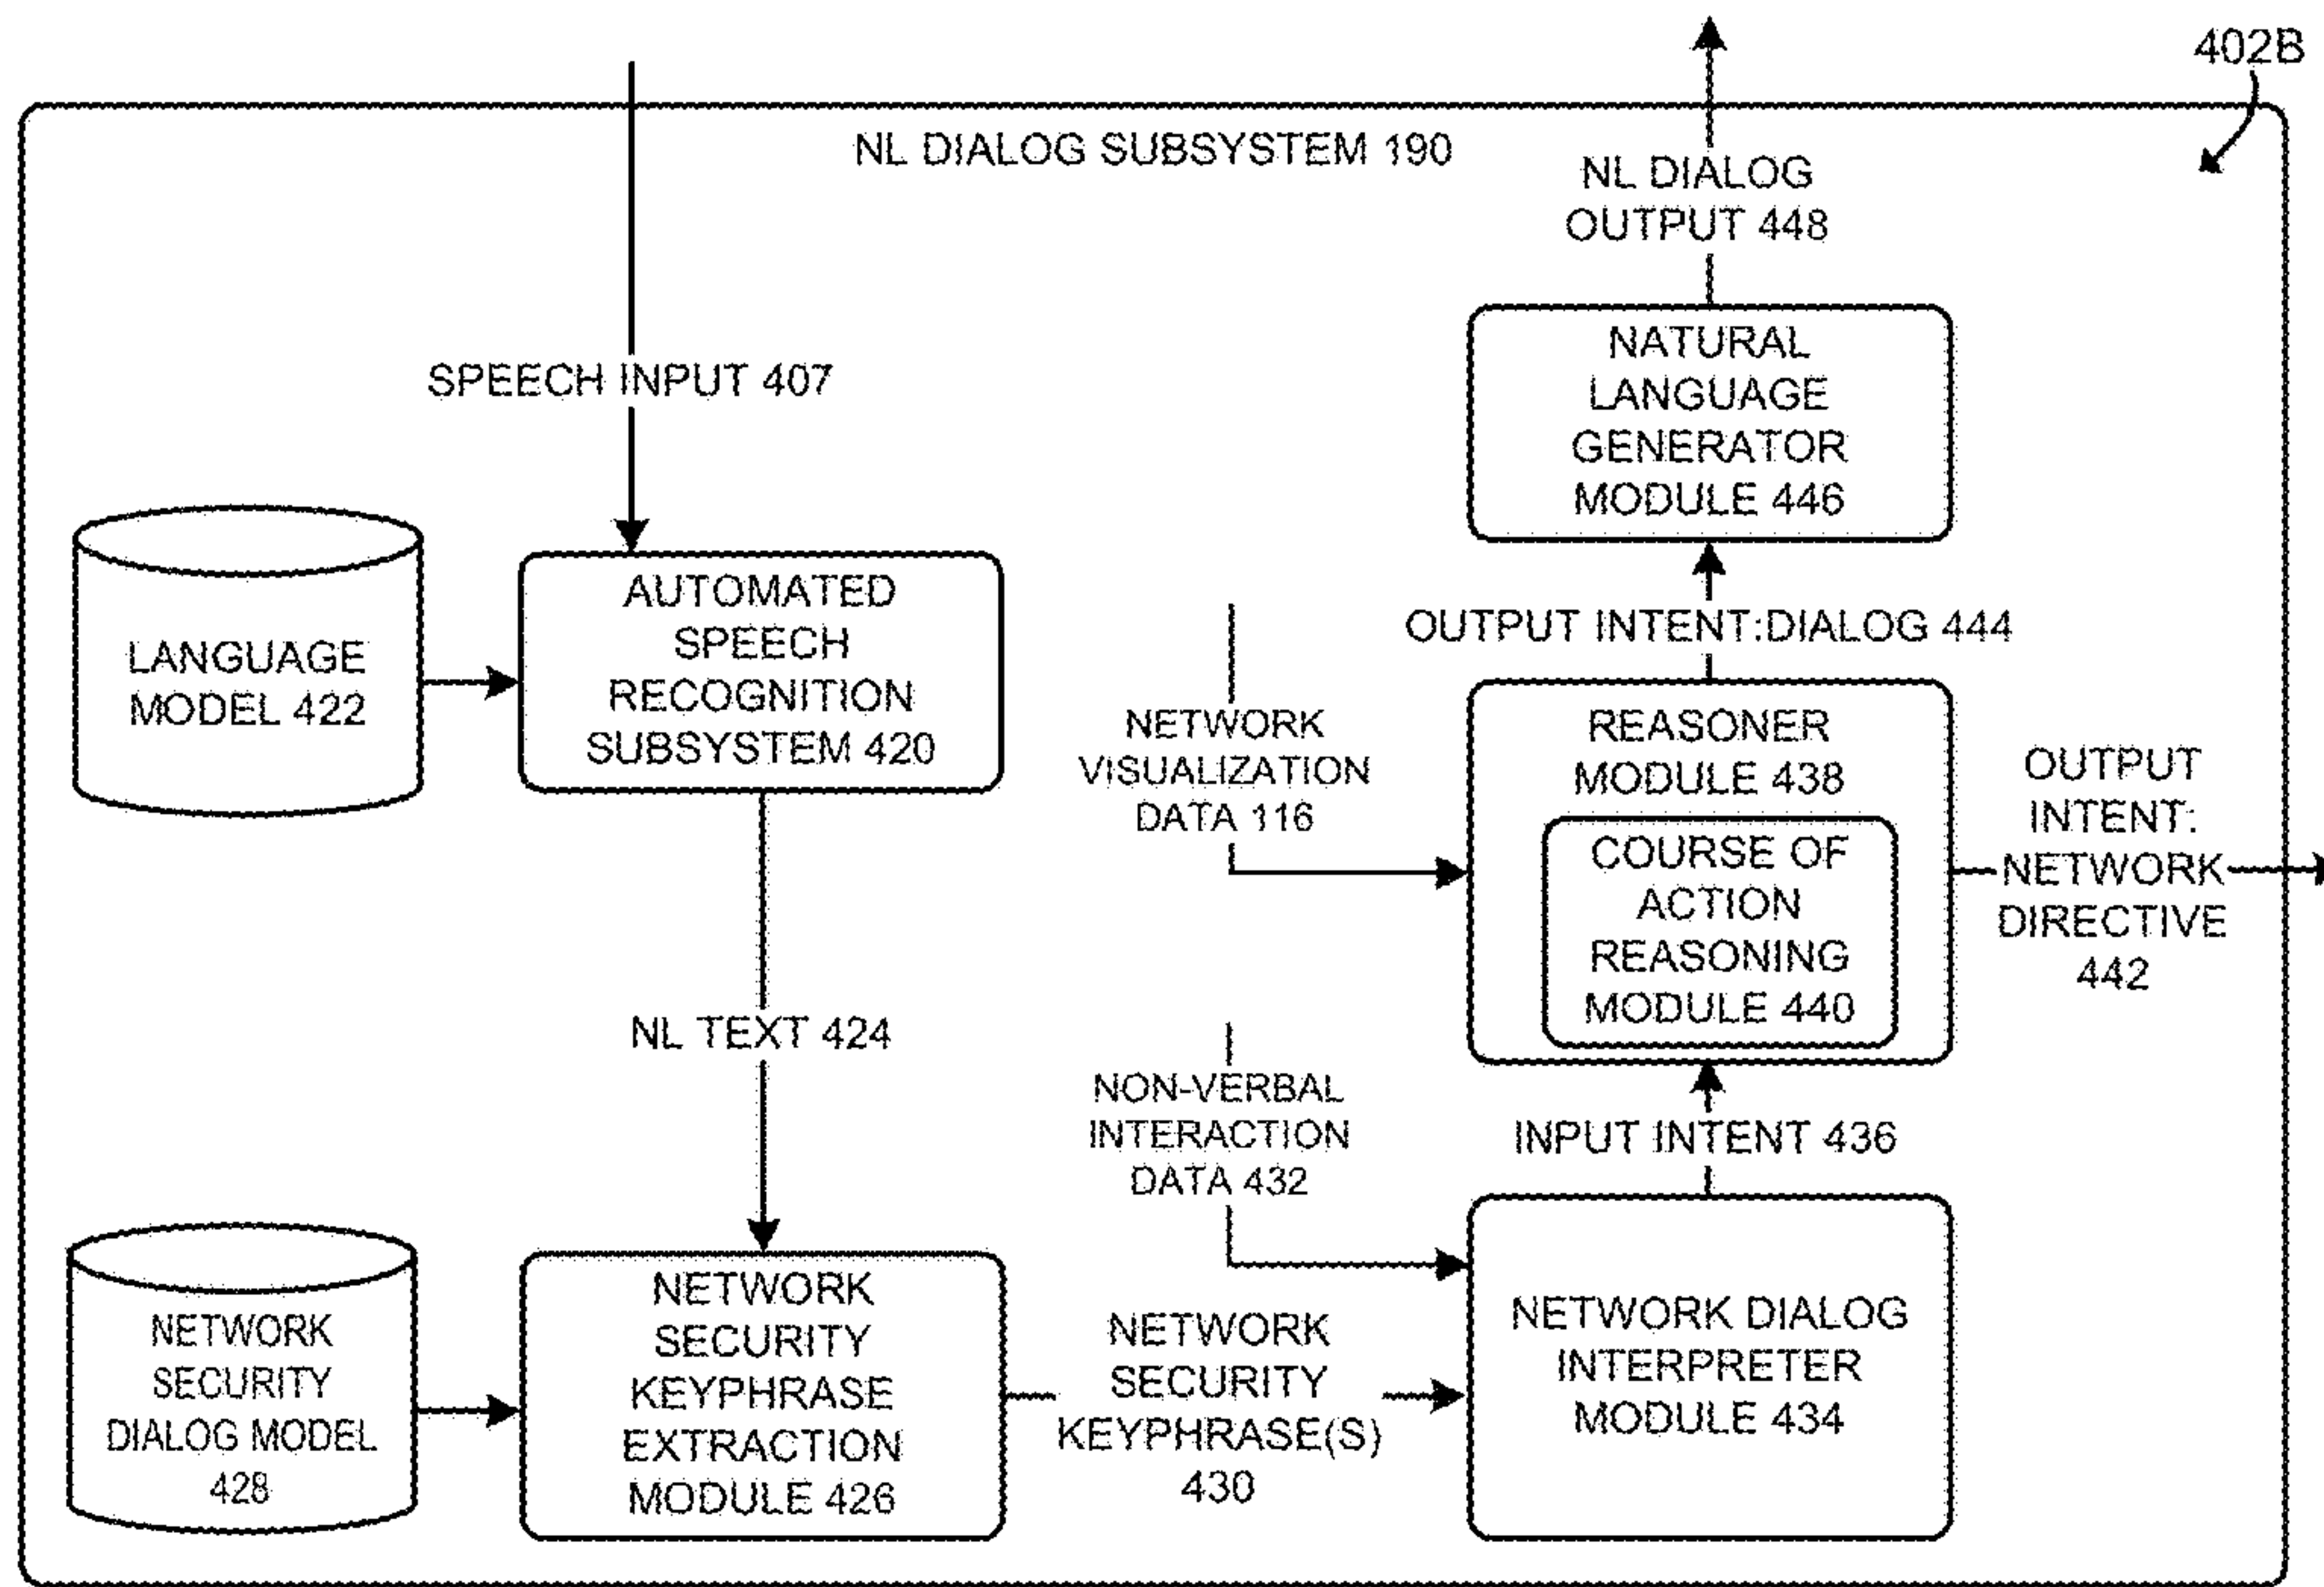 402B
NL DIALOG SUBSYSTEM 190
NL DIALOG
OUTPUT 448
SPEECH INPUT 407
NATURAL
LANGUAGE
GENERATOR
MODULE 446
LANGUAGE
MODEL 422
AUTOMATED
SPEECH
RECOGNITION
SUBSYSTEM 420
OUTPUT INTENT:DIALOG 444
NETWORK
VISUALIZATION
DATA 116
REASONER
MODULE 438
COURSE OF
ACTION
REASONING
MODULE 440
OUTPUT
INTENT:
NETWORK
DIRECTIVE
442
NL TEXT 424
NON-VERBAL
INTERACTION
DATA 432
INPUT INTENT 436
NETWORK
SECURITY
DIALOG MODEL
428
NETWORK
SECURITY
KEYPHRASE
EXTRACTION
MODULE 426
NETWORK
SECURITY
KEYPHRASE(S)
430
NETWORK DIALOG
INTERPRETER
MODULE 434